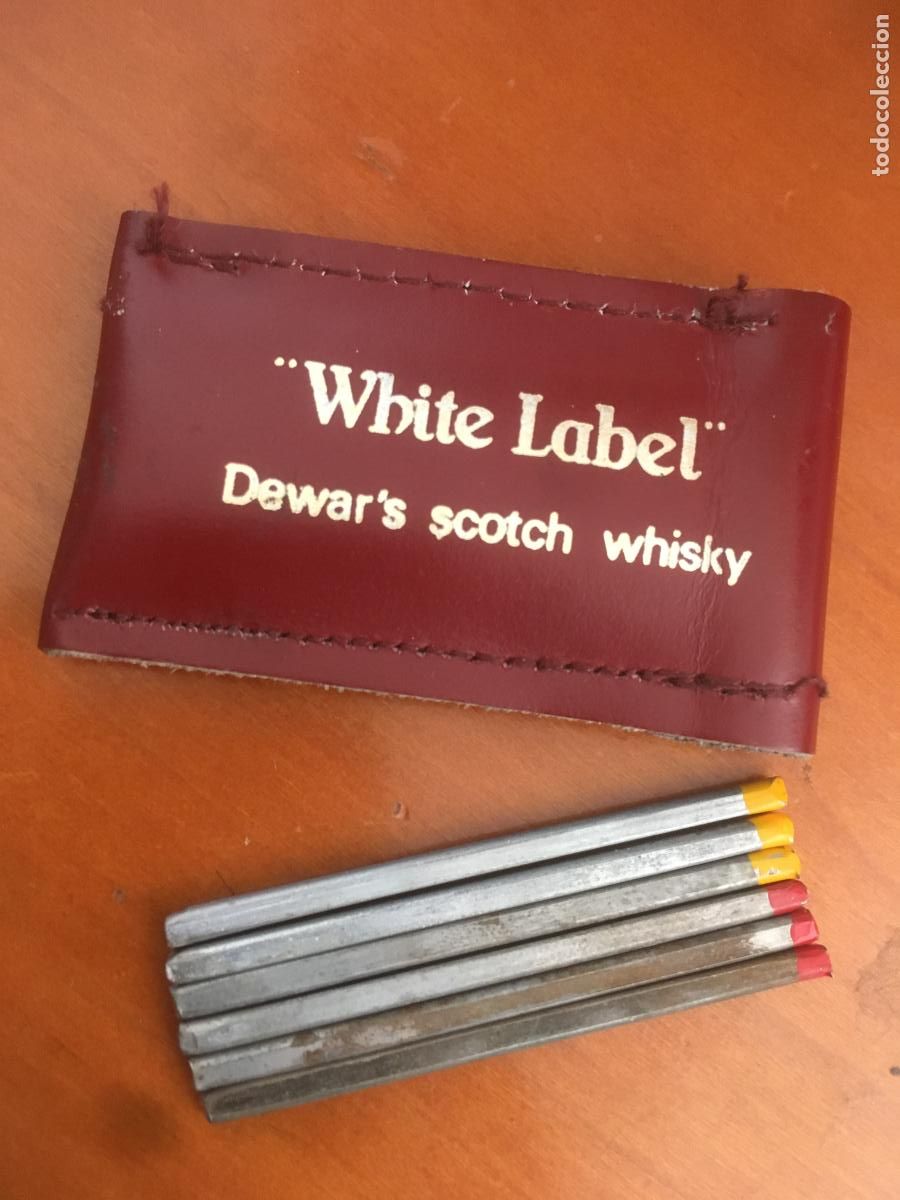 todocoleccion
¨White Label¨
Dewar's scotch whisky